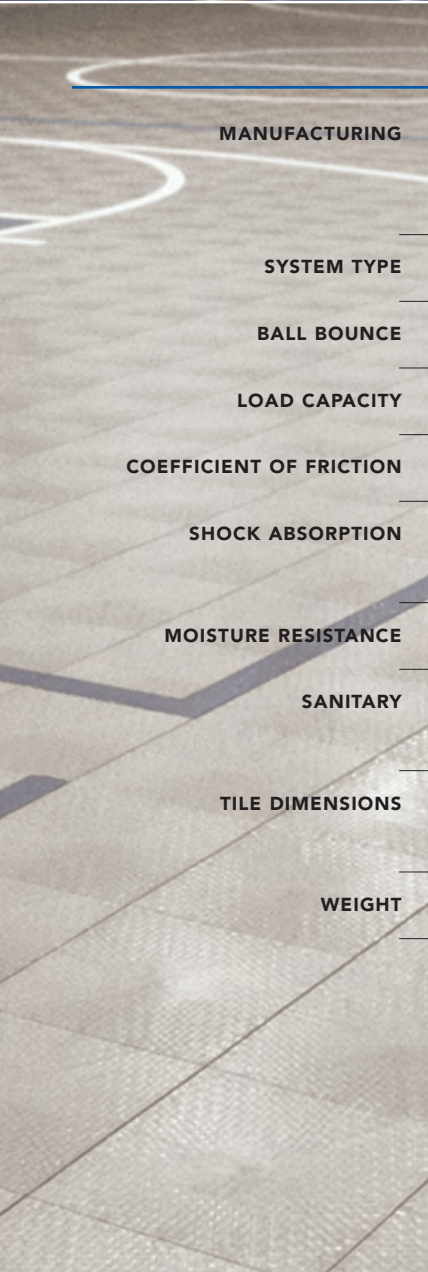 MANUFACTURING
SYSTEM TYPE
BALL BOUNCE
LOAD CAPACITY
COEFFICIENT OF FRICTION
SHOCK ABSORPTION
MOISTURE RESISTANCE
SANITARY
TILE DIMENSIONS
WEIGHT